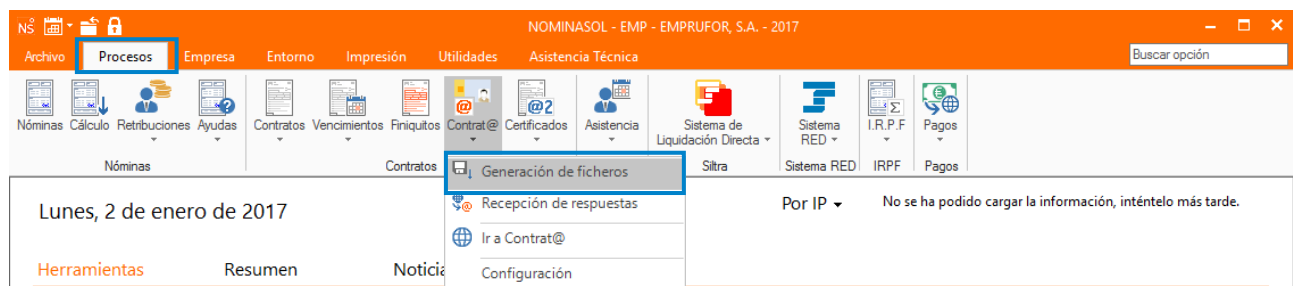 NS NOMINASOL - EMP - EMPRUFOR, S.A. - 2017
Archivo Procesos Empresa Entorno Impresión Utilidades Asistencia Técnica Buscar opción
@ @2 Σ €
Nóminas Cálculo Retribuciones Ayudas Contratos Vencimientos Finiquitos Contrat@ Certificados Asistencia Sistema de Liquidación Directa Sistema RED I.R.P.F Pagos
Nóminas Contratos Siltra Sistema RED IRPF Pagos
Generación de ficheros
Lunes, 2 de enero de 2017 Recepción de respuestas Por IP No se ha podido cargar la información, inténtelo más tarde.
Ir a Contrat@
Herramientas Resumen Noticia Configuración